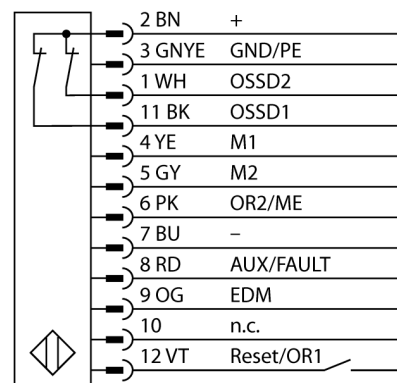 2 BN +
3 GNYE GND/PE
1 WH OSSD2
11 BK OSSD1
4 YE M1
5 GY M2
6 PK OR2/ME
7 BU –
8 RD AUX/FAULT
9 OG EDM
10 n.c.
12 VT Reset/OR1